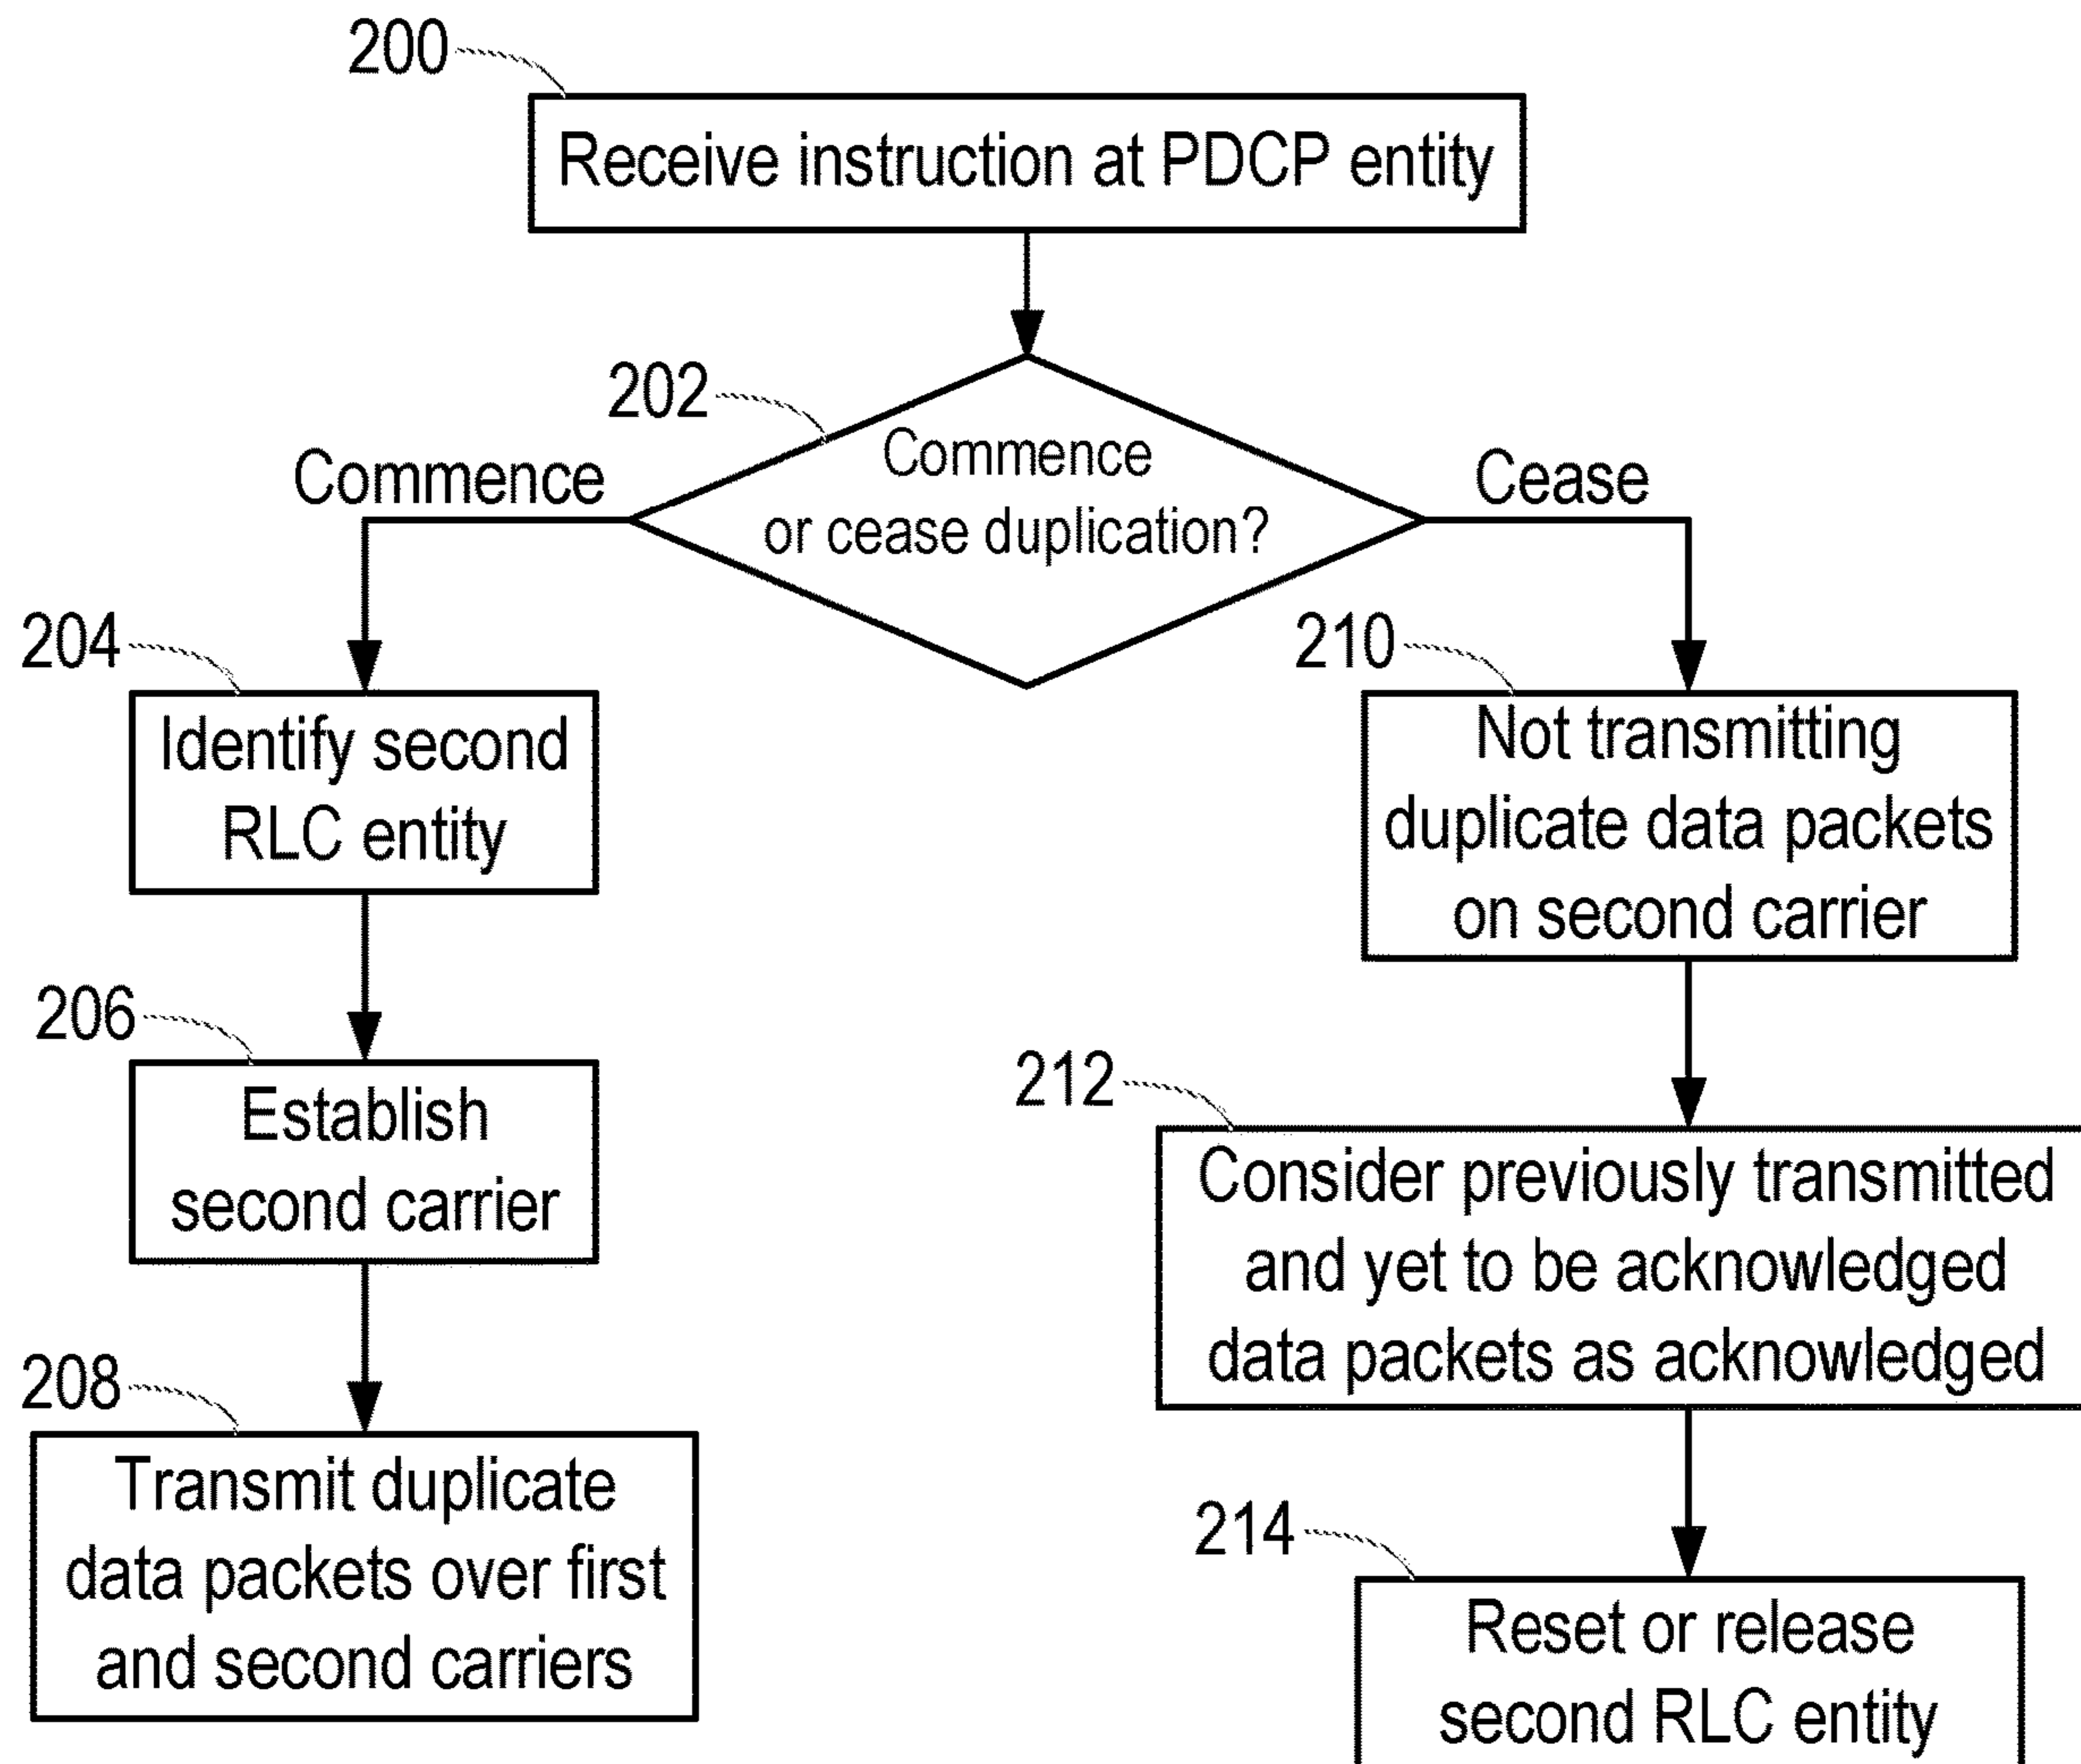 200
Receive instruction at PDCP entity
202
Commence
or cease duplication?
Commence
Cease
204
Identify second
RLC entity
206
Establish
second carrier
208
Transmit duplicate
data packets over first
and second carriers
210
Not transmitting
duplicate data packets
on second carrier
212
Consider previously transmitted
and yet to be acknowledged
data packets as acknowledged
214
Reset or release
second RLC entity